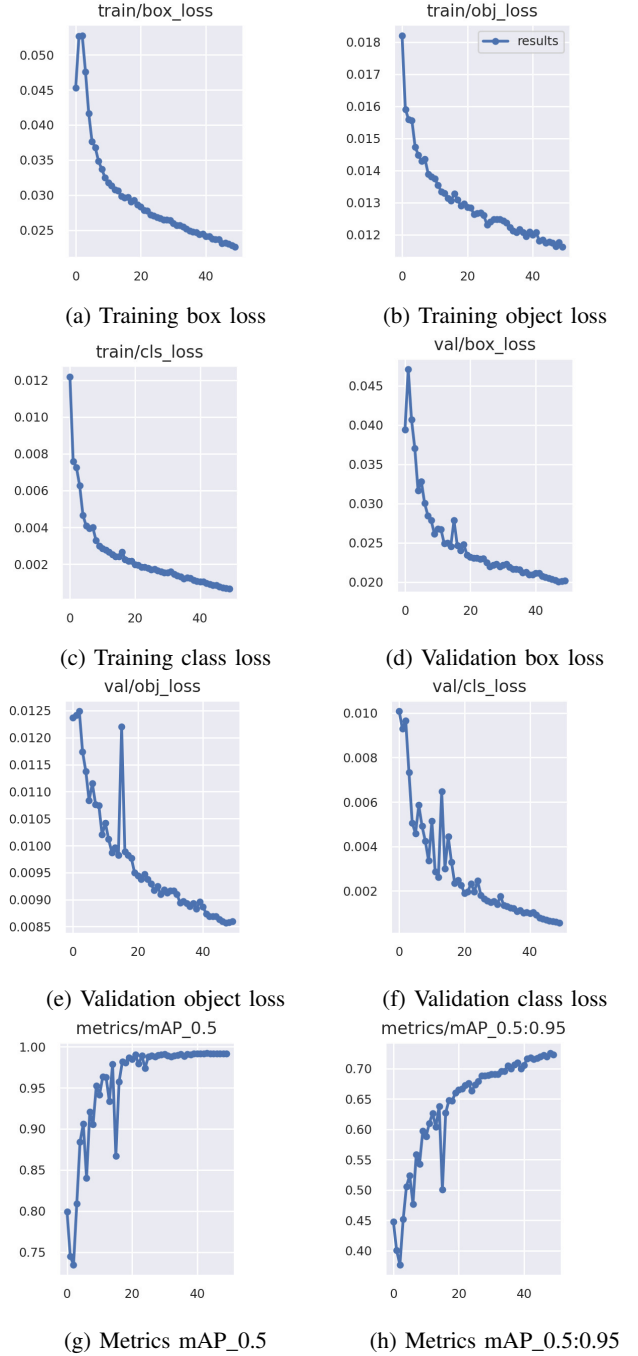 train/box_loss
0.050
0.045
0.040
0.035
0.030
0.025
0 20 40
(a) Training box loss
train/obj_loss
results
0.018
0.017
0.016
0.015
0.014
0.013
0.012
0 20 40
(b) Training object loss
train/cls_loss
0.012
0.010
0.008
0.006
0.004
0.002
0 20 40
(c) Training class loss
val/box_loss
0.045
0.040
0.035
0.030
0.025
0.020
0 20 40
(d) Validation box loss
val/obj_loss
0.0125
0.0120
0.0115
0.0110
0.0105
0.0100
0.0095
0.0090
0.0085
0 20 40
(e) Validation object loss
val/cls_loss
0.010
0.008
0.006
0.004
0.002
0 20 40
(f) Validation class loss
metrics/mAP_0.5
1.00
0.95
0.90
0.85
0.80
0.75
0 20 40
(g) Metrics mAP_0.5
metrics/mAP_0.5:0.95
0.70
0.65
0.60
0.55
0.50
0.45
0.40
0 20 40
(h) Metrics mAP_0.5:0.95